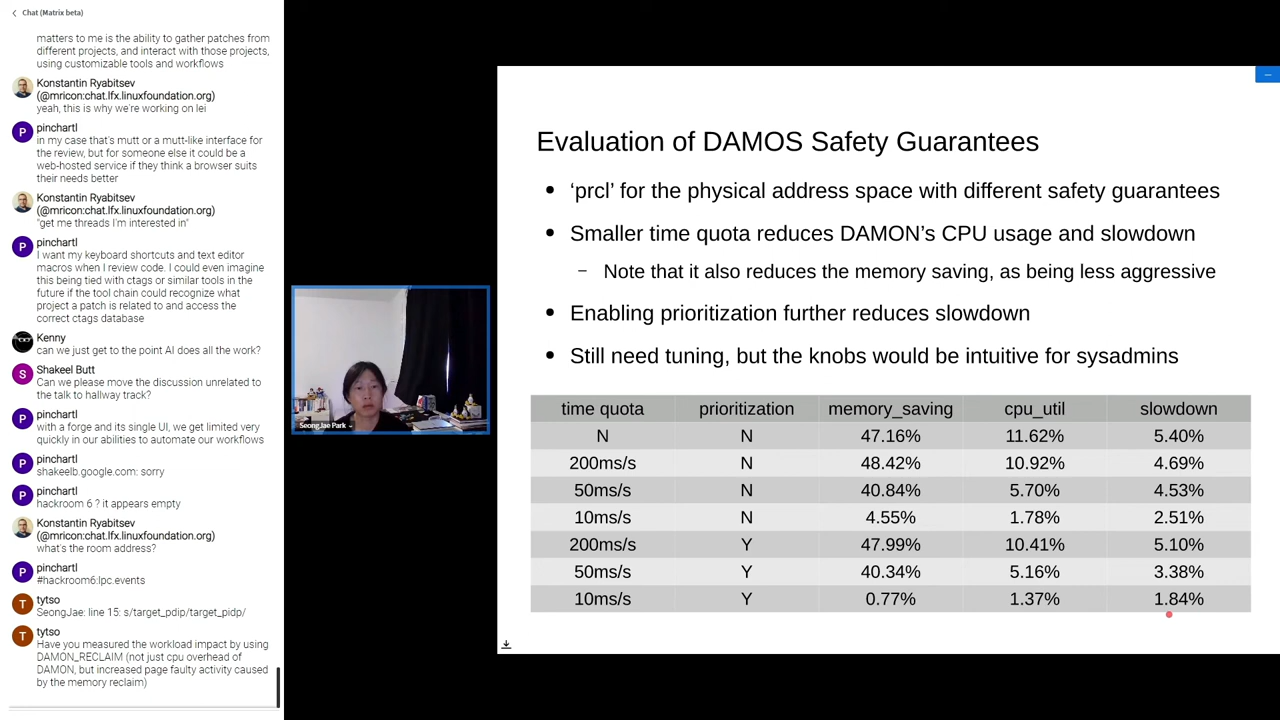 Chat (Matrix beta)
matters to me is the ability to gather patches from
different projects, and interact with those projects,
using customizable tools and workflows
Konstantin Ryabitsev
(@mricon:chat.lfx.linuxfoundation.org)
yeah, this is why we're working on lei
P
pinchartl
in my case that's mutt or a mutt-like interface for
the review, but for someone else it could be a
web-hosted service if they think a browser suits
their needs better
Konstantin Ryabitsev
(@mricon:chat.lfx.linuxfoundation.org)
"get me threads I'm interested in"
P
pinchartl
I want my keyboard shortcuts and text editor
macros when I review code. I could even imagine
this being tied with ctags or similar tools in the
future if the tool chain could recognize what
project a patch is related to and access the
correct ctags database
Kenny
can we just get to the point AI does all the work?
S
Shakeel Butt
Can we please move the discussion unrelated to
the talk to hallway track?
P
pinchartl
with a forge and its single UI, we get limited very
quickly in our abilities to automate our workflows
P
pinchartl
shakeelb.google.com: sorry
P
pinchartl
hackroom 6 ? it appears empty
Konstantin Ryabitsev
(@mricon:chat.lfx.linuxfoundation.org)
what's the room address?
P
pinchartl
#hackroom6:lpc.events
T
tytso
SeongJae: line 15: s/target_pdip/target_pidp/
T
tytso
Have you measured the workload impact by using
DAMON_RECLAIM (not just cpu overhead of
DAMON, but increased page faulty activity caused
by the memory reclaim)
SeongJae Park
Evaluation of DAMOS Safety Guarantees
● 'prcl' for the physical address space with different safety guarantees
● Smaller time quota reduces DAMON's CPU usage and slowdown
– Note that it also reduces the memory saving, as being less aggressive
● Enabling prioritization further reduces slowdown
● Still need tuning, but the knobs would be intuitive for sysadmins
time quota prioritization memory_saving cpu_util slowdown
N N 47.16% 11.62% 5.40%
200ms/s N 48.42% 10.92% 4.69%
50ms/s N 40.84% 5.70% 4.53%
10ms/s N 4.55% 1.78% 2.51%
200ms/s Y 47.99% 10.41% 5.10%
50ms/s Y 40.34% 5.16% 3.38%
10ms/s Y 0.77% 1.37% 1.84%